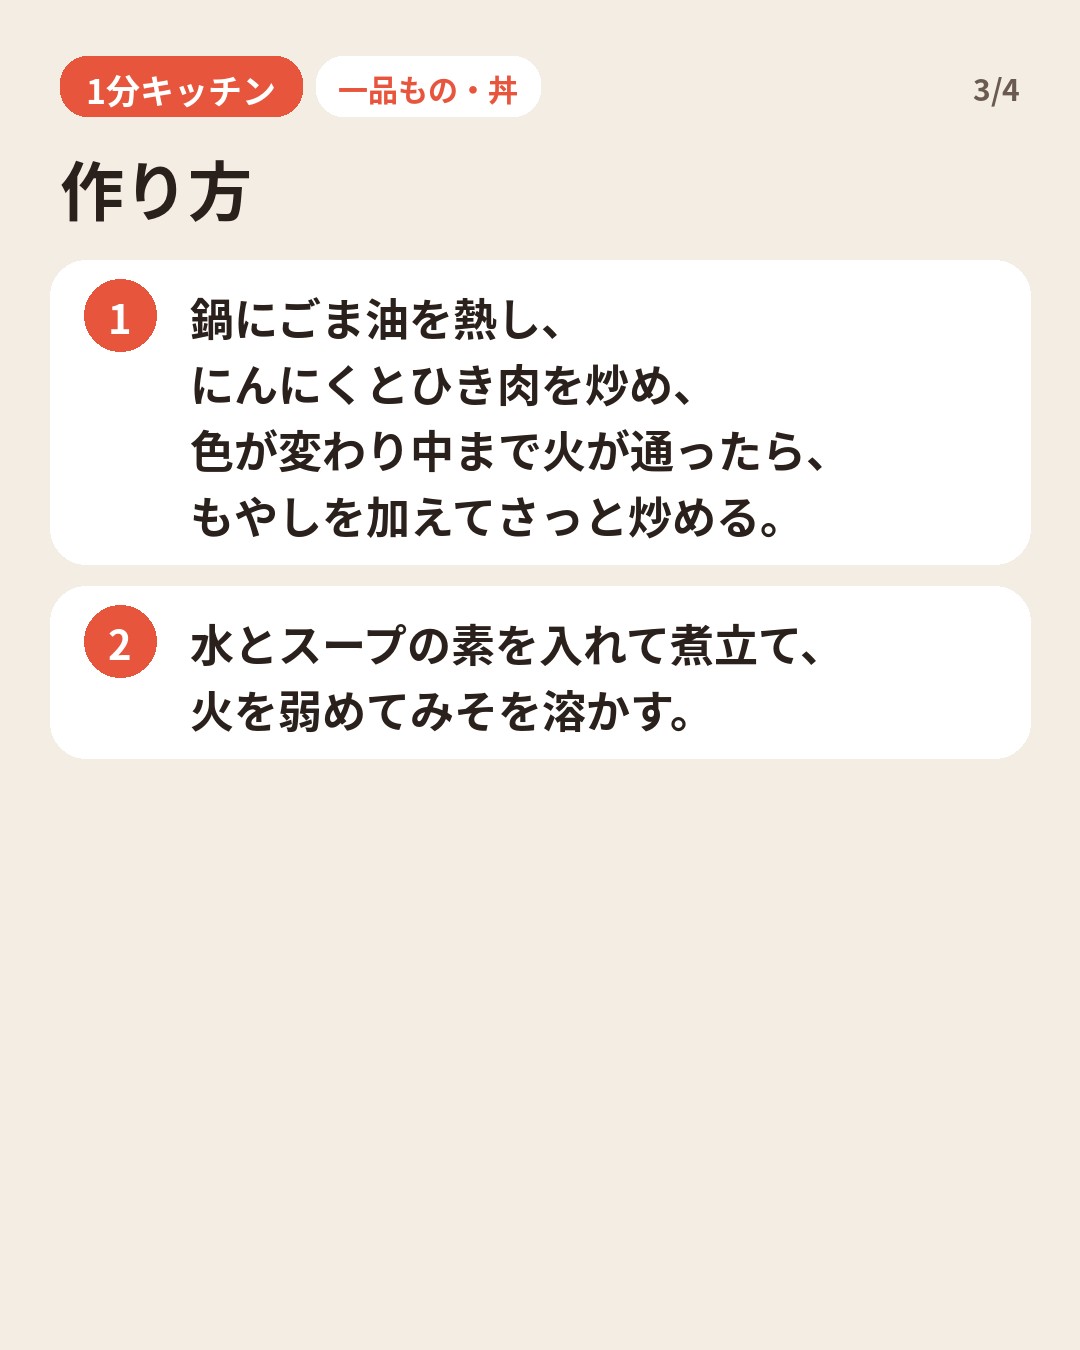 1分キッチン
一品もの・丼
3/4
作り方
1
鍋にごま油を熱し、
にんにくとひき肉を炒め、
色が変わり中まで火が通ったら、
もやしを加えてさっと炒める。
2
水とスープの素を入れて煮立て、
火を弱めてみそを溶かす。